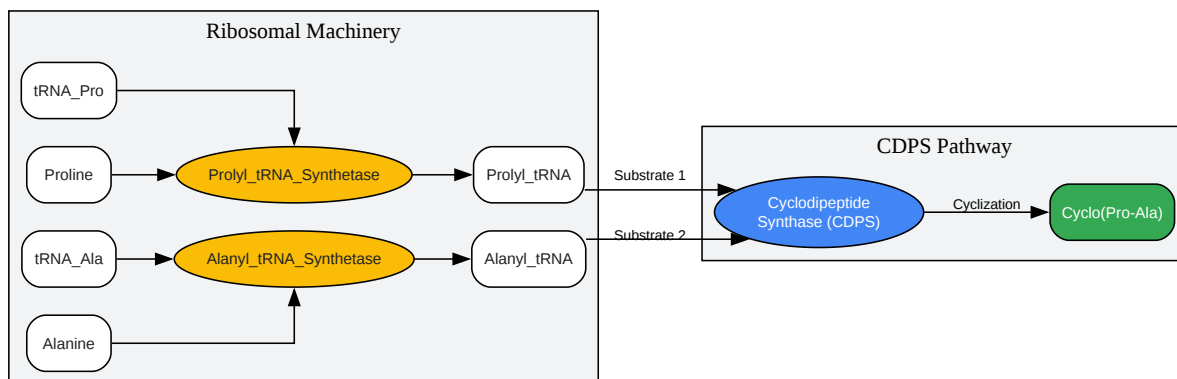 Ribosomal Machinery
tRNA_Pro
Proline
Prolyl_tRNA_Synthetase
Prolyl_tRNA
tRNA_Ala
Alanyl_tRNA_Synthetase
Alanyl_tRNA
Alanine
Substrate 1
Substrate 2
CDPS Pathway
Cyclodipeptide
Synthase (CDPS)
Cyclization
Cyclo(Pro-Ala)